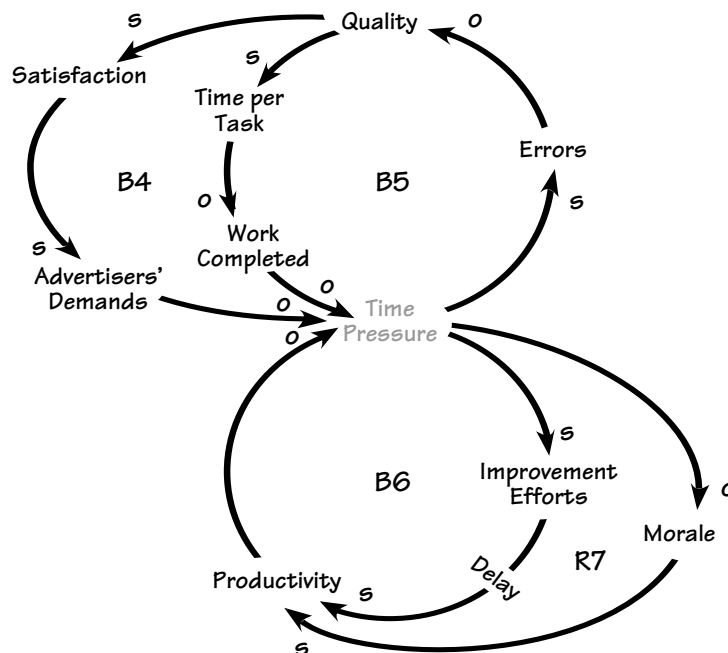 s
Quality
o
Satisfaction
s
Time per
Task
Errors
B4
B5
o
s
Work
Completed
s
Advertisers'
Demands
o
o
Time
Pressure
o
s
B6
Improvement
Efforts
o
Morale
R7
Productivity
Delay
s
s